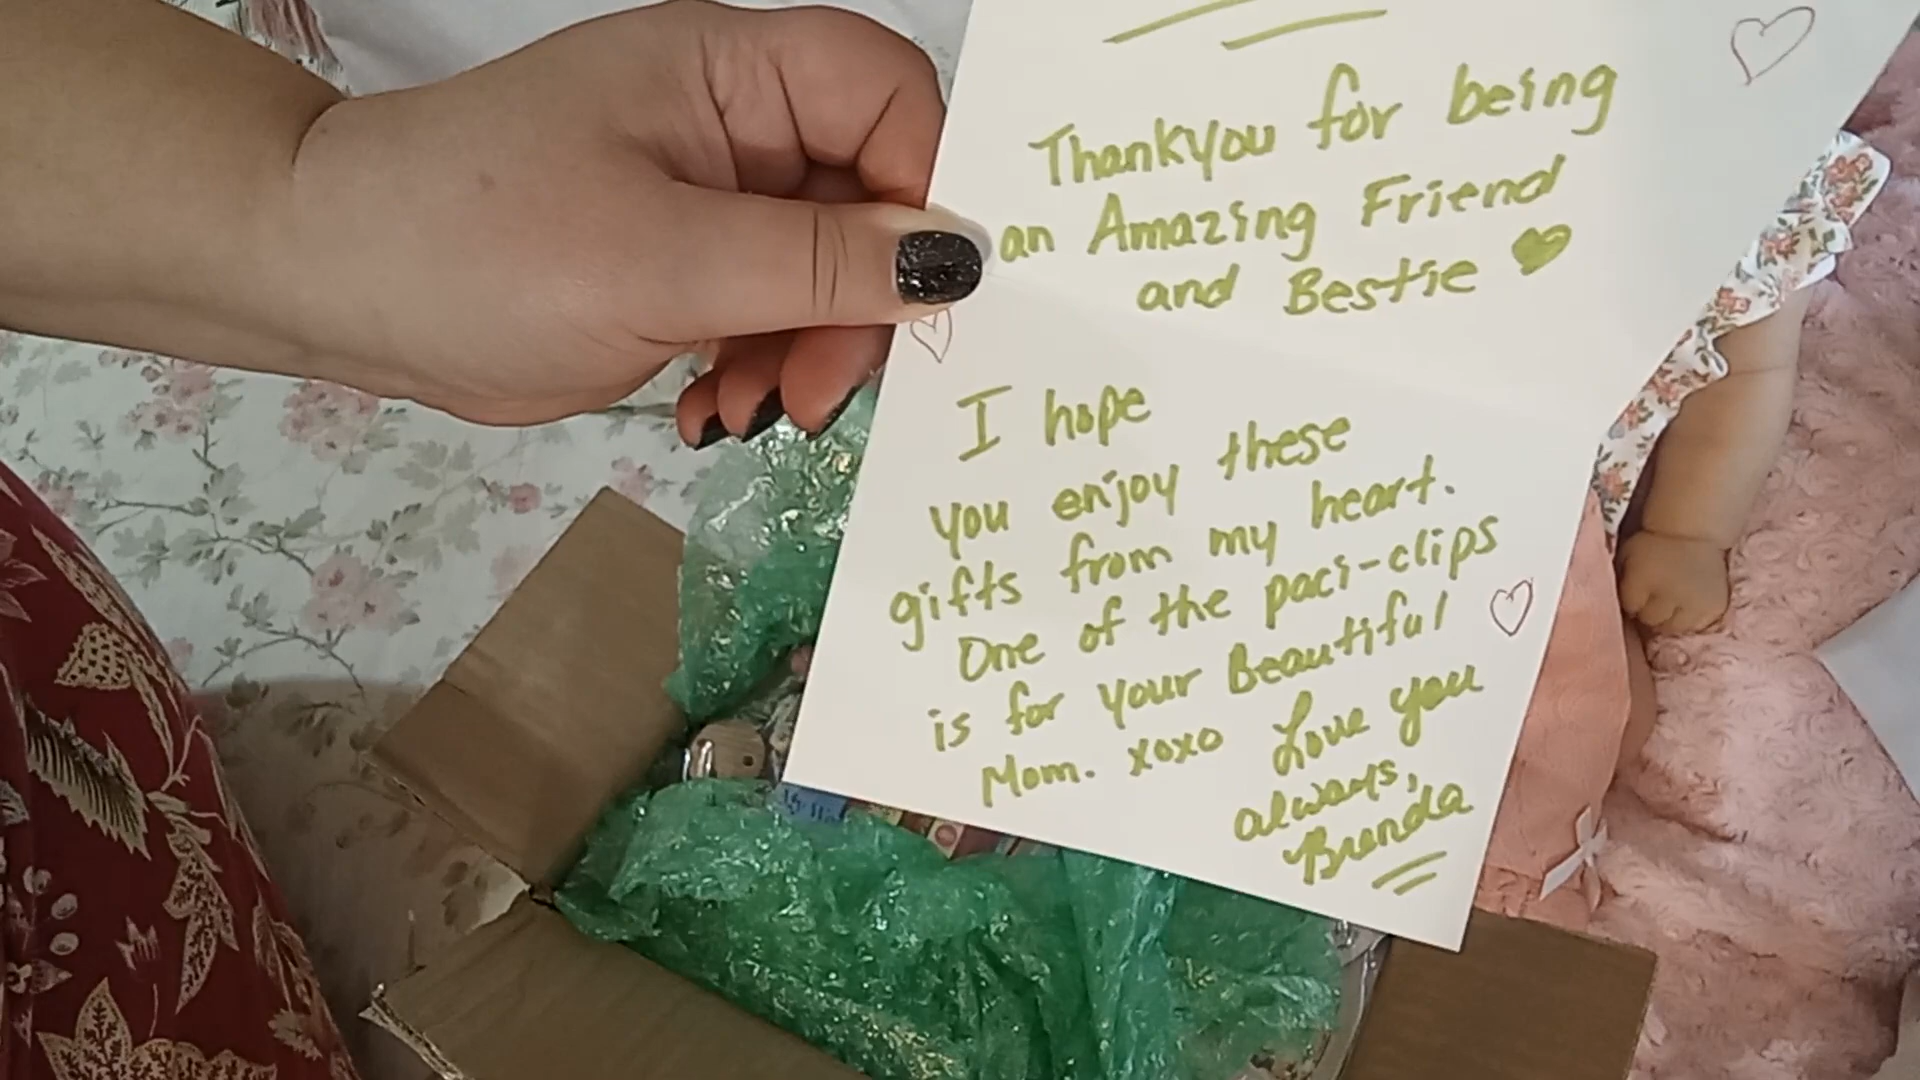 Thankyou for being
an Amazing Friend
and Bestie
I hope
you enjoy these
gifts from my heart.
One of the paci-clips
is for your Beautiful
Mom. xoxo Love you
always,
Brenda